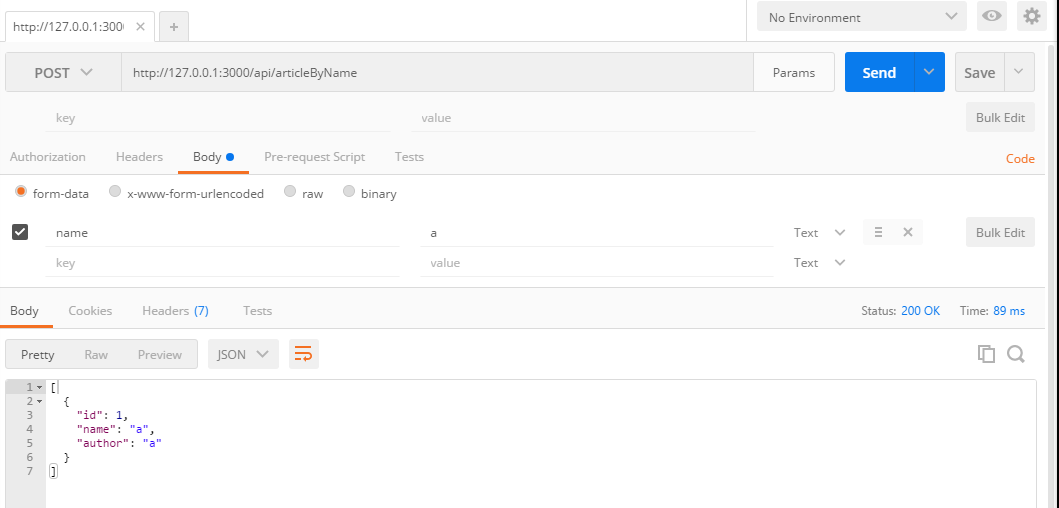 http://127.0.0.1:300 No Environment
POST http://127.0.0.1:3000/api/articleByName Params Send Save
key value Bulk Edit
Authorization Headers Body Pre-request Script Tests Code
form-data x-www-form-urlencoded raw binary
name a Text Bulk Edit
key value Text
Body Cookies Headers (7) Tests Status: 200 OK Time: 89 ms
Pretty Raw Preview JSON
1 [
2 {
3 "id": 1,
4 "name": "a",
5 "author": "a"
6 }
7 ]